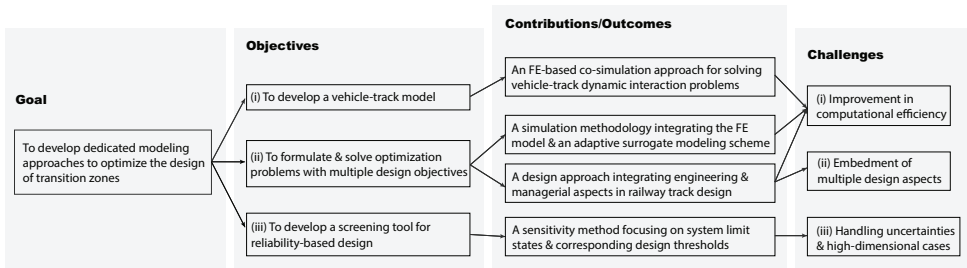 Goal
To develop dedicated modeling
approaches to optimize the design
of transition zones
Objectives
(i) To develop a vehicle-track model
(ii) To formulate & solve optimization
problems with multiple design objectives
(iii) To develop a screening tool for
reliability-based design
Contributions/Outcomes
An FE-based co-simulation approach for solving
vehicle-track dynamic interaction problems
A simulation methodology integrating the FE
model & an adaptive surrogate modeling scheme
A design approach integrating engineering &
managerial aspects in railway track design
A sensitivity method focusing on system limit
states & corresponding design thresholds
Challenges
(i) Improvement in
computational efficiency
(ii) Embedment of
multiple design aspects
(iii) Handling uncertainties
& high-dimensional cases